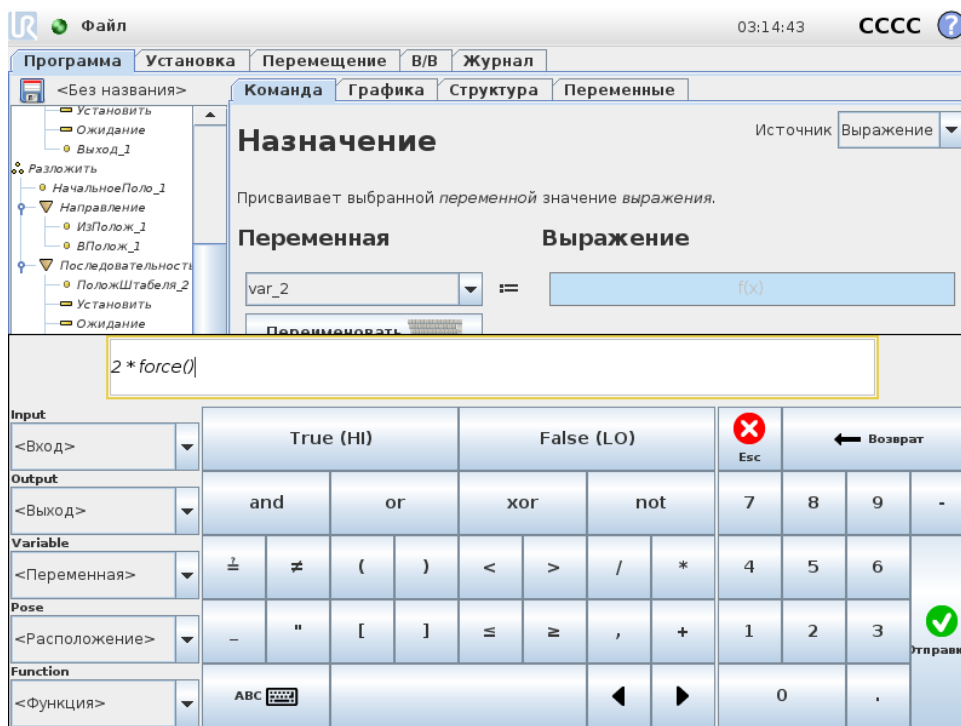 UR Файл 03:14:43 CCCC ?
Программа Установка Перемещение В/В Журнал
<Без названия> Команда Графика Структура Переменные
Установить
Ожидание
Выход_1
Разложить
НачальноеПоло_1
Направление
ИзПолож_1
ВПолож_1
Последовательность
ПоложШтабеля_2
Установить
Ожидание
Назначение
Источник Выражение
Присваивает выбранной переменной значение выражения.
Переменная Выражение
var_2 := f(x)
Переименовать
2 * force()
Input
<Вход>
Output
<Выход>
Variable
<Переменная>
Pose
<Расположение>
Function
<Функция>
True (HI) False (LO) Esc Возврат
and or xor not 7 8 9 -
≟ ≠ ( ) < > / * 4 5 6
_ " [ ] ≤ ≥ , + 1 2 3
ABC 0 .